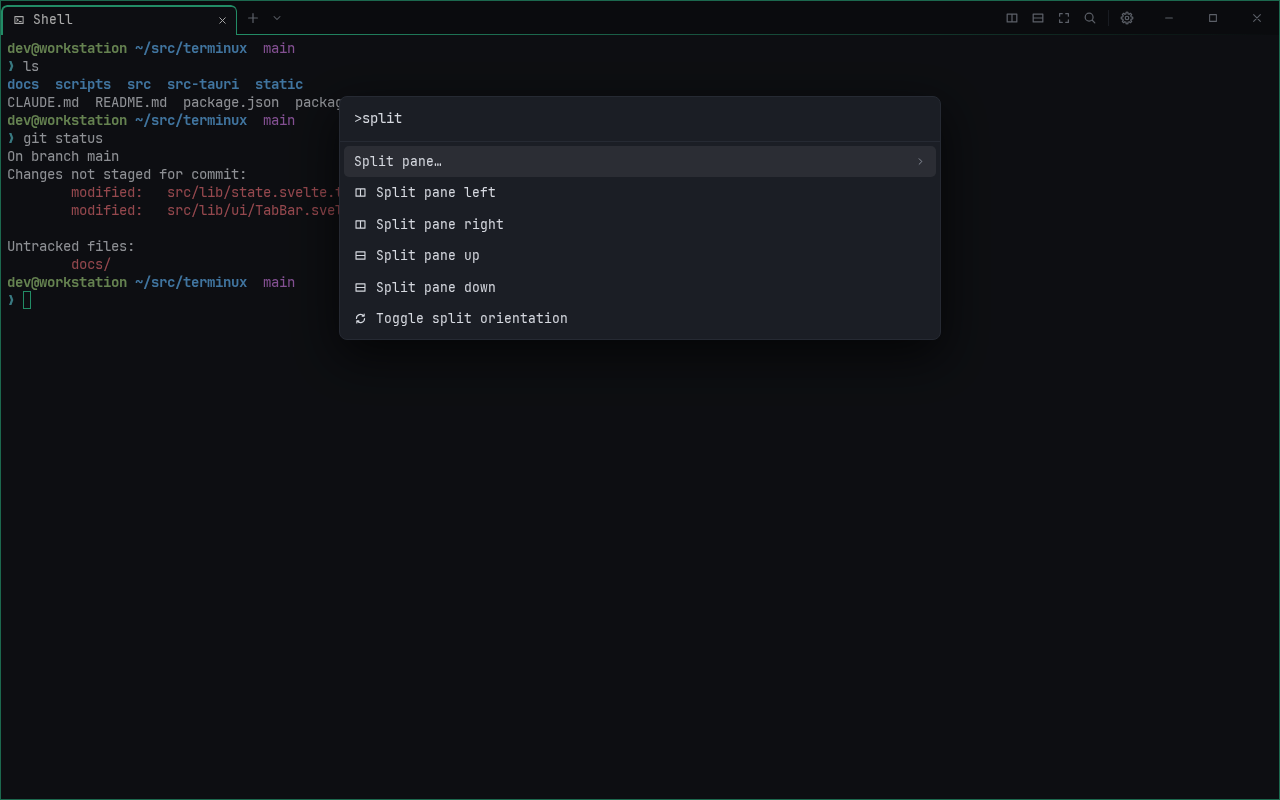 Shell
dev@workstation ~/src/terminux main
❯ ls
docs scripts src src-tauri static
CLAUDE.md README.md package.json
dev@workstation ~/src/terminux main
❯ git status
On branch main
Changes not staged for commit:
modified: src/lib/state.svelte.
modified: src/lib/ui/TabBar.svel
Untracked files:
docs/
dev@workstation ~/src/terminux main
❯
>split
Split pane…
Split pane left
Split pane right
Split pane up
Split pane down
Toggle split orientation